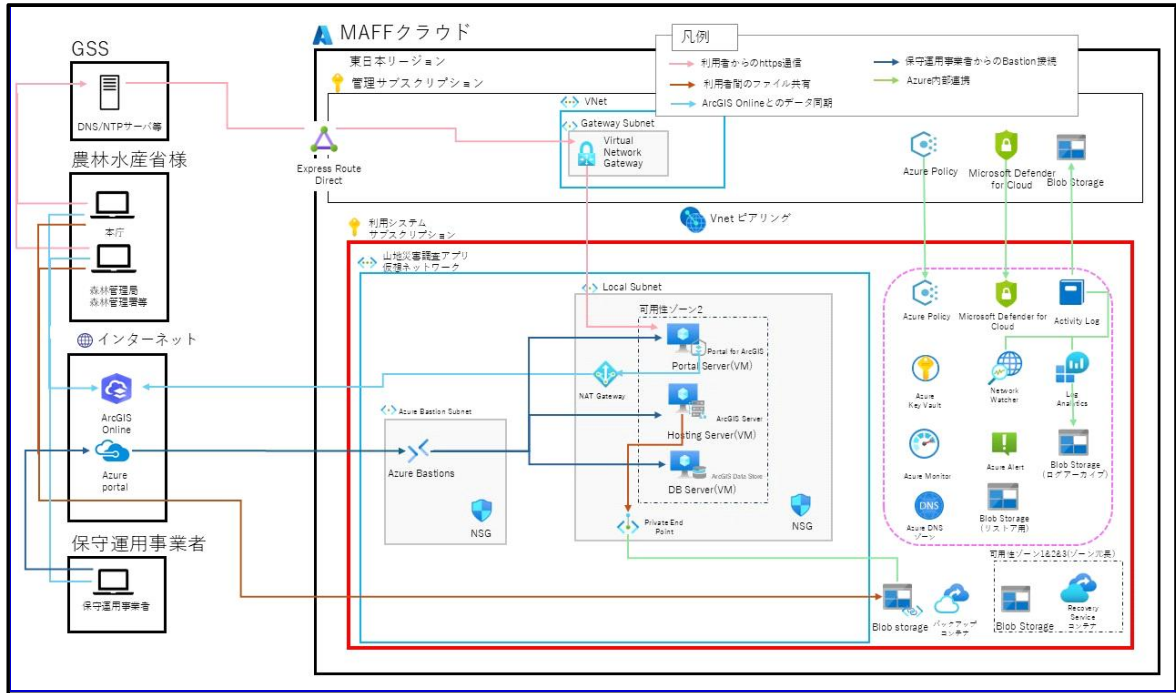 GSS
DNS/NTPサーバ等
農林水産省様
本庁
森林管理局
森林管理署等
インターネット
ArcGIS
Online
Azure
portal
保守運用事業者
保守運用事業者
MAFFクラウド
東日本リージョン
管理サブスクリプション
凡例
利用者からのhttps通信
利用者間のファイル共有
ArcGIS Onlineとのデータ同期
保守運用事業者からのBastion接続
Azure内部連携
Express Route
Direct
VNet
Gateway Subnet
Virtual
Network
Gateway
Azure Policy
Microsoft Defender
for Cloud
Blob Storage
Vnet ピアリング
利用システム
サブスクリプション
山地災害調査アプリ
仮想ネットワーク
Local Subnet
可用性ゾーン2
Portal for ArcGIS
Portal Server(VM)
NAT Gateway
ArcGIS Server
Hosting Server(VM)
ArcGIS Data Store
DB Server(VM)
Private End
Point
NSG
Azure Bastion Subnet
Azure Bastions
NSG
Azure Policy
Microsoft Defender for
Cloud
Activity Log
Azure
Key Vault
Network
Watcher
Log
Analytics
Azure Monitor
Azure Alert
Blob Storage
(ログアーカイブ)
DNS
Azure DNS
ゾーン
Blob Storage
(リストア用)
可用性ゾーン1&2&3(ゾーン冗長)
Blob storage
バックアップ
コンテナ
Blob Storage
Recovery
Service
コンテナ